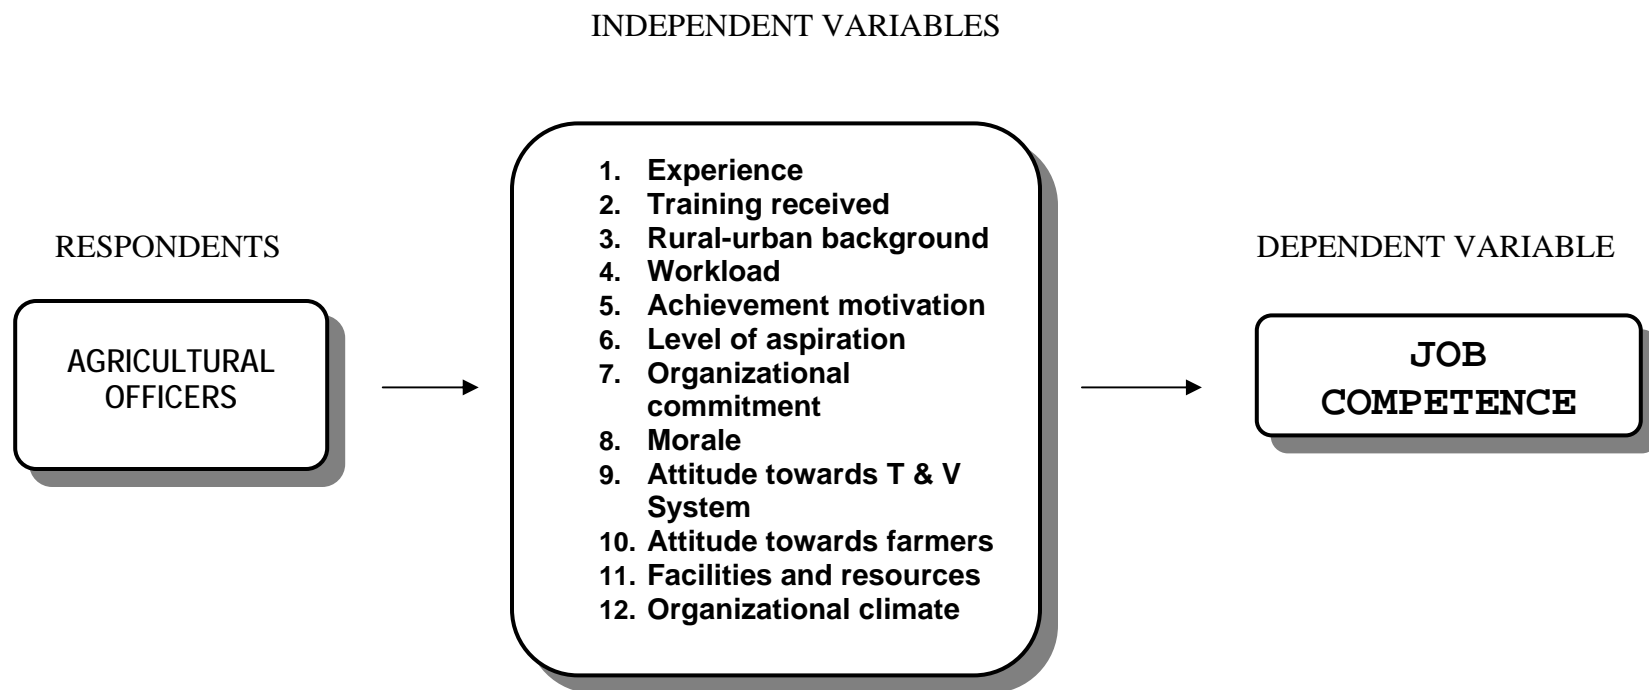 INDEPENDENT VARIABLES
RESPONDENTS
AGRICULTURAL
OFFICERS
1. Experience
2. Training received
3. Rural-urban background
4. Workload
5. Achievement motivation
6. Level of aspiration
7. Organizational
commitment
8. Morale
9. Attitude towards T & V
System
10. Attitude towards farmers
11. Facilities and resources
12. Organizational climate
DEPENDENT VARIABLE
JOB
COMPETENCE